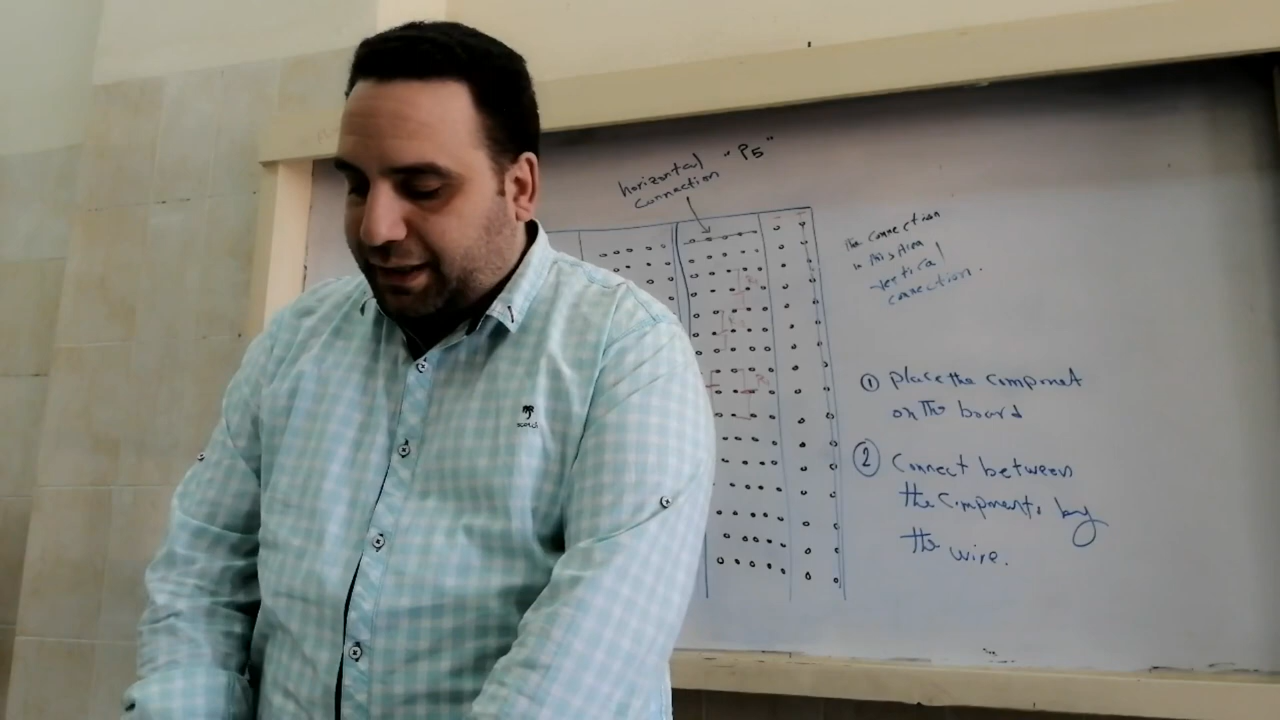 horizontal "P5"
connection
the connection
in this Area
vertical
connection.
① place the componet
on The board
② Connect between
the components by
the wire.